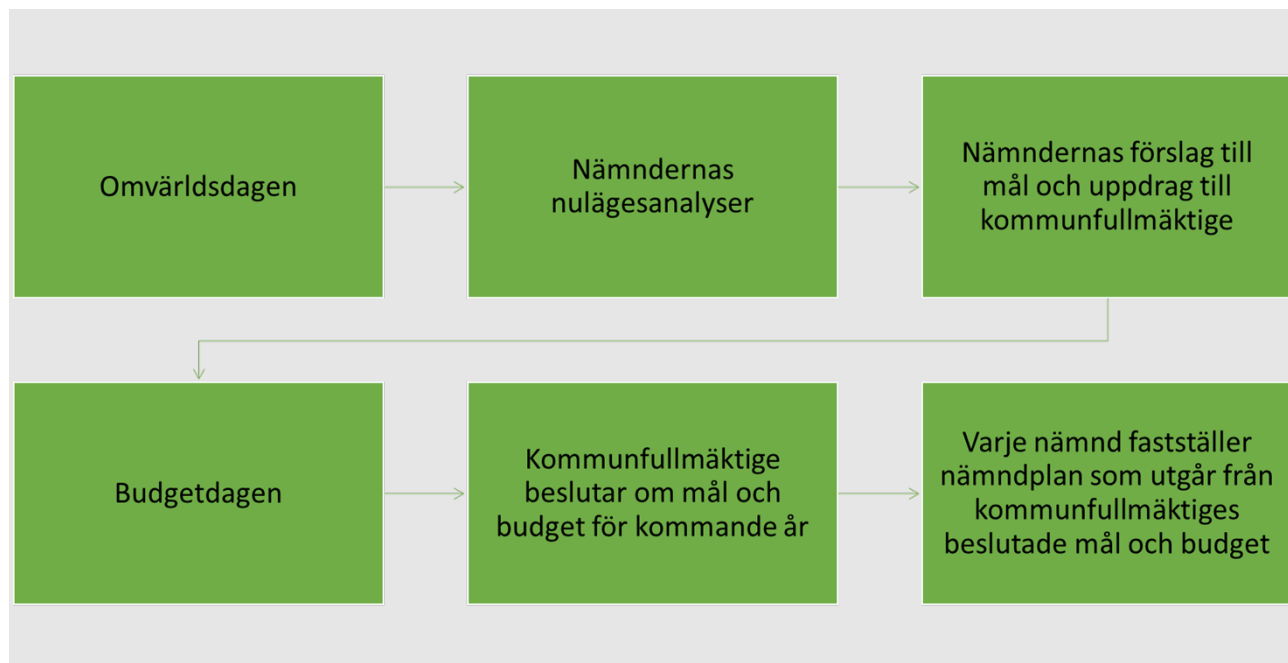 Omvärldsdagen
Nämndernas
nulägesanalyser
Nämndernas förslag till
mål och uppdrag till
kommunfullmäktige
Budgetdagen
Kommunfullmäktige
beslutar om mål och
budget för kommande år
Varje nämnd fastställer
nämndplan som utgår från
kommunfullmäktiges
beslutade mål och budget